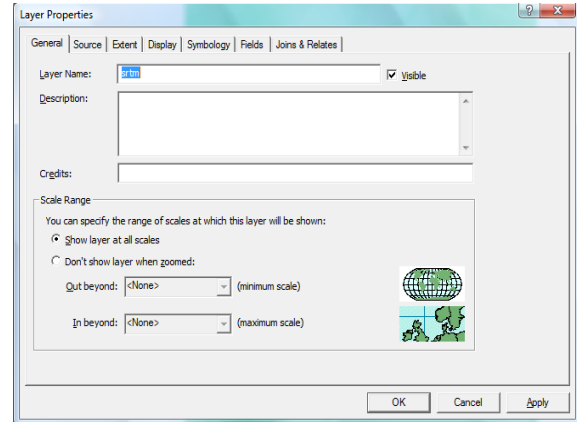 Layer Properties
General Source Extent Display Symbology Fields Joins & Relates
Layer Name: srtm Visible
Description:
Credits:
Scale Range
You can specify the range of scales at which this layer will be shown:
Show layer at all scales
Don't show layer when zoomed:
Out beyond: <None> (minimum scale)
In beyond: <None> (maximum scale)
OK Cancel Apply